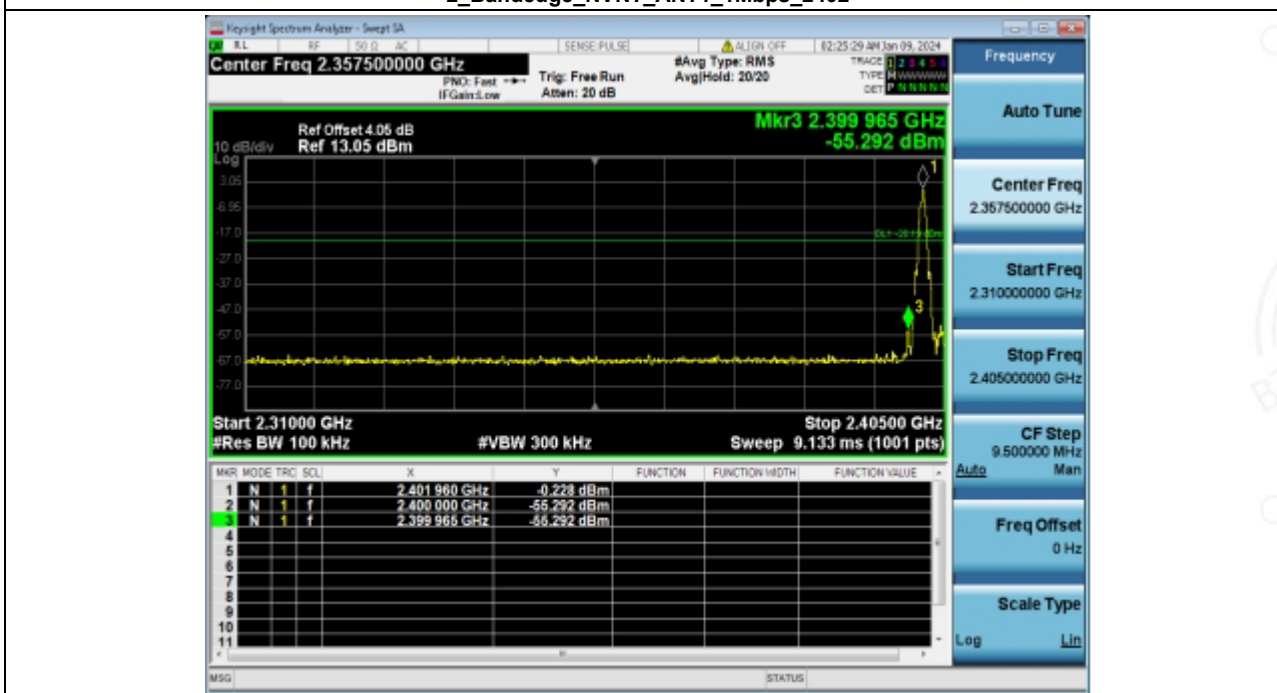 Keysight Spectrum Analyzer - Swept SA
RL RF 50 Ω AC SENSE:PULSE ALIGN OFF 02:25:29 AM Jan 09, 2024
Center Freq 2.357500000 GHz #Avg Type: RMS TRACE 1 2 3 4 5 6
PNO: Fast Trig: Free Run Avg|Hold: 20/20 TYPE M WWWWW
IFGain:Low Atten: 20 dB DET P N N N N N
Frequency
Auto Tune
Mkr3 2.399 965 GHz
Ref Offset 4.05 dB
10 dB/div Ref 13.05 dBm -55.292 dBm
Log
1
3.05
-6.95
-17.0
-27.0
-37.0
-47.0
3
-57.0
-67.0
-77.0
Start 2.31000 GHz Stop 2.40500 GHz
#Res BW 100 kHz #VBW 300 kHz Sweep 9.133 ms (1001 pts)
Center Freq
2.357500000 GHz
Start Freq
2.310000000 GHz
Stop Freq
2.405000000 GHz
CF Step
9.500000 MHz
Auto Man
Freq Offset
0 Hz
Scale Type
Log Lin
MKR MODE TRC SCL X Y FUNCTION FUNCTION WIDTH FUNCTION VALUE
1 N 1 f 2.401 960 GHz -0.228 dBm
2 N 1 f 2.400 000 GHz -55.292 dBm
3 N 1 f 2.399 965 GHz -55.292 dBm
4
5
6
7
8
9
10
11
MSG STATUS